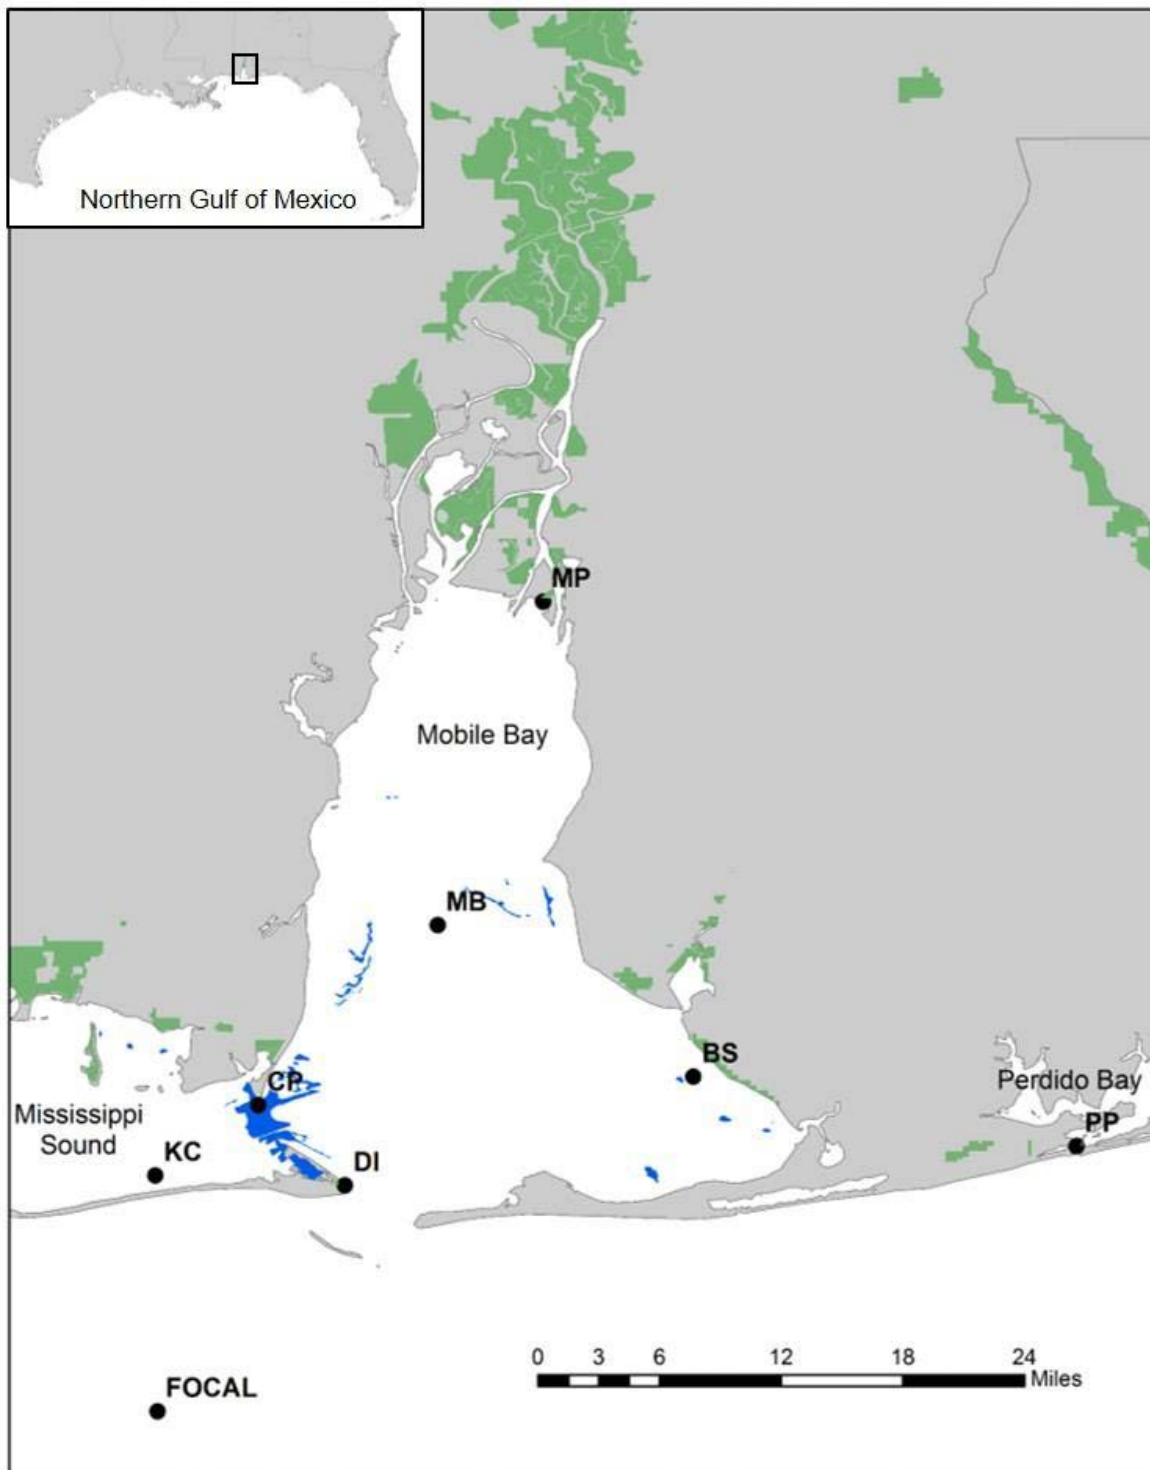 Northern Gulf of Mexico
MP
Mobile Bay
MB
BS
CP
Perdido Bay
Mississippi
Sound
PP
KC
DI
0 3 6 12 18 24
Miles
FOCAL